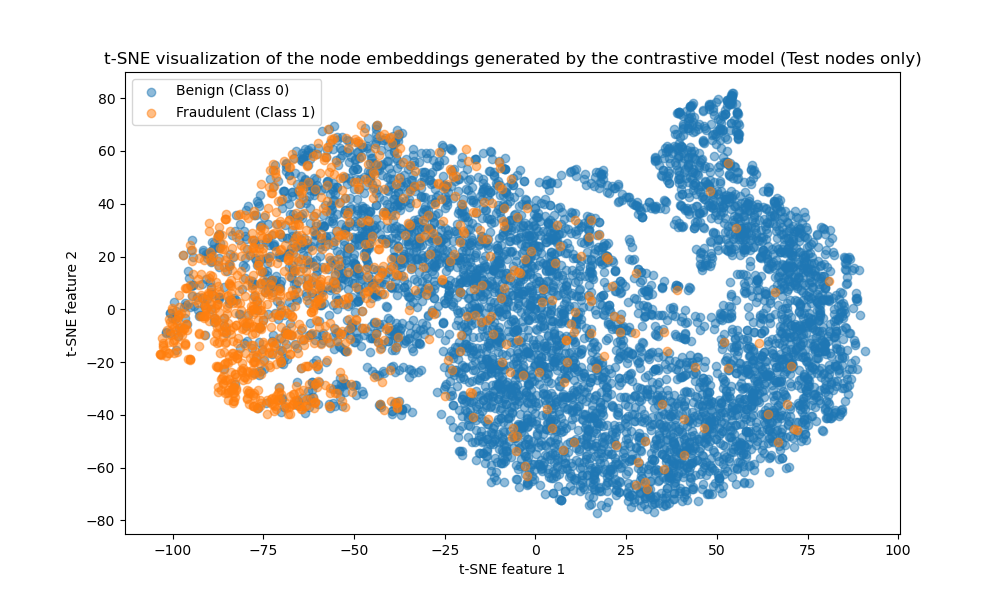 t-SNE visualization of the node embeddings generated by the contrastive model (Test nodes only)
Benign (Class 0)
Fraudulent (Class 1)
80
60
40
20
0
−20
−40
−60
−80
t-SNE feature 2
−100 −75 −50 −25 0 25 50 75 100
t-SNE feature 1